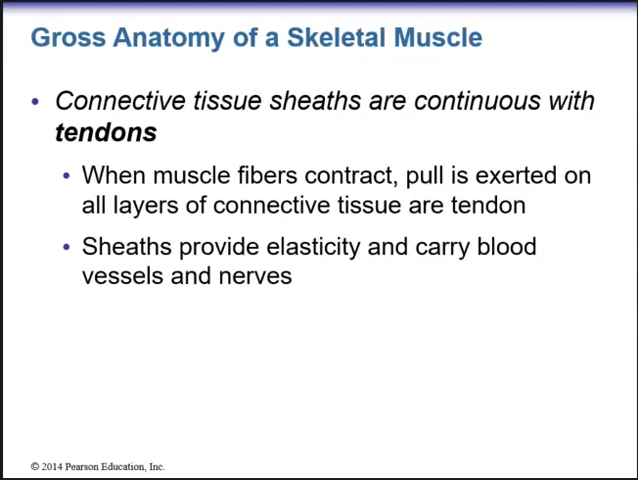 Gross Anatomy of a Skeletal Muscle
• Connective tissue sheaths are continuous with
tendons
• When muscle fibers contract, pull is exerted on
all layers of connective tissue are tendon
• Sheaths provide elasticity and carry blood
vessels and nerves
© 2014 Pearson Education, Inc.